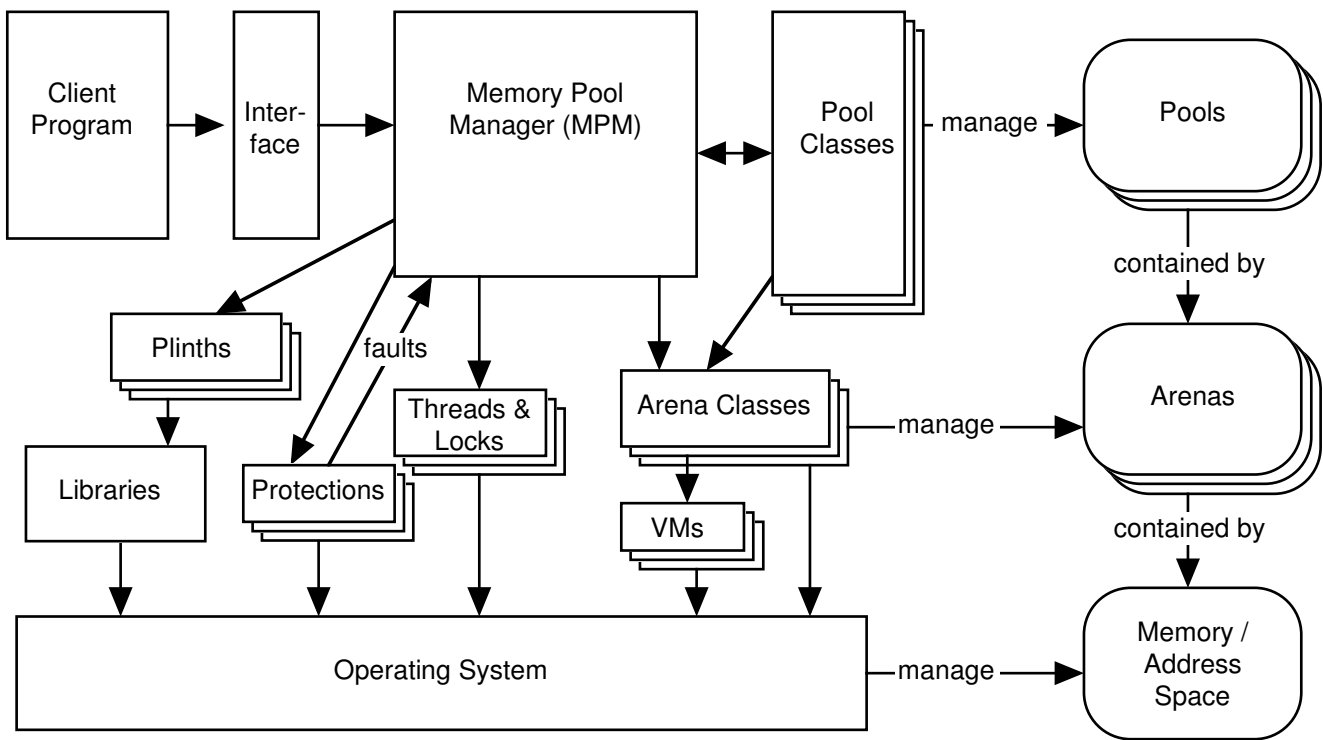 Client
Program
Inter-
face
Memory Pool
Manager (MPM)
Pool
Classes
manage
Pools
contained by
Plinths
faults
Threads &
Locks
Arena Classes
manage
Arenas
Libraries
Protections
VMs
contained by
Operating System
manage
Memory /
Address
Space